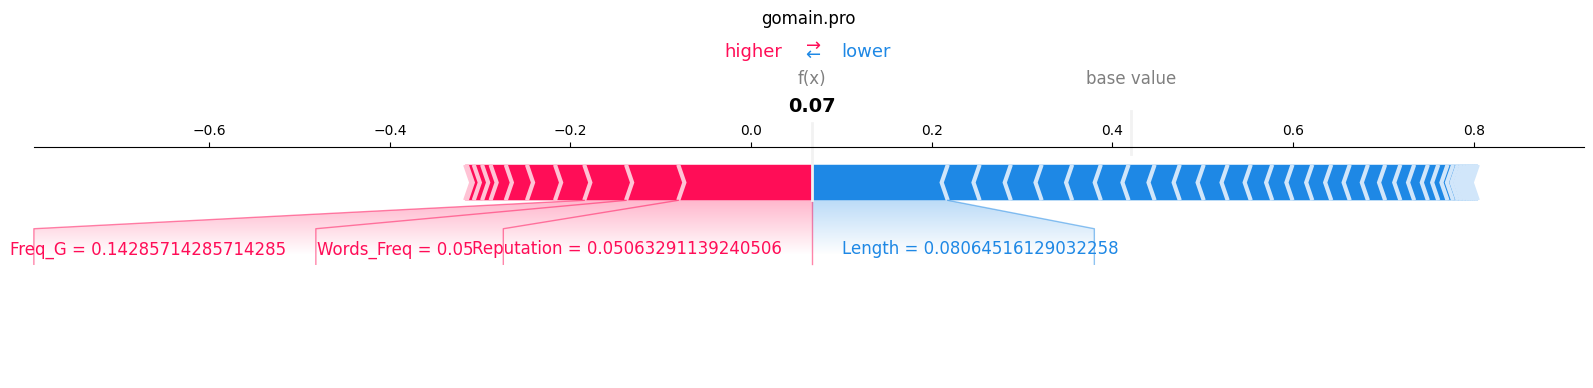 gomain.pro
higher ⇄ lower
f(x) base value
0.07
−0.6 −0.4 −0.2 0.0 0.2 0.4 0.6 0.8
Freq_G = 0.14285714285714285 Words_Freq = 0.05 Reputation = 0.05063291139240506 Length = 0.08064516129032258